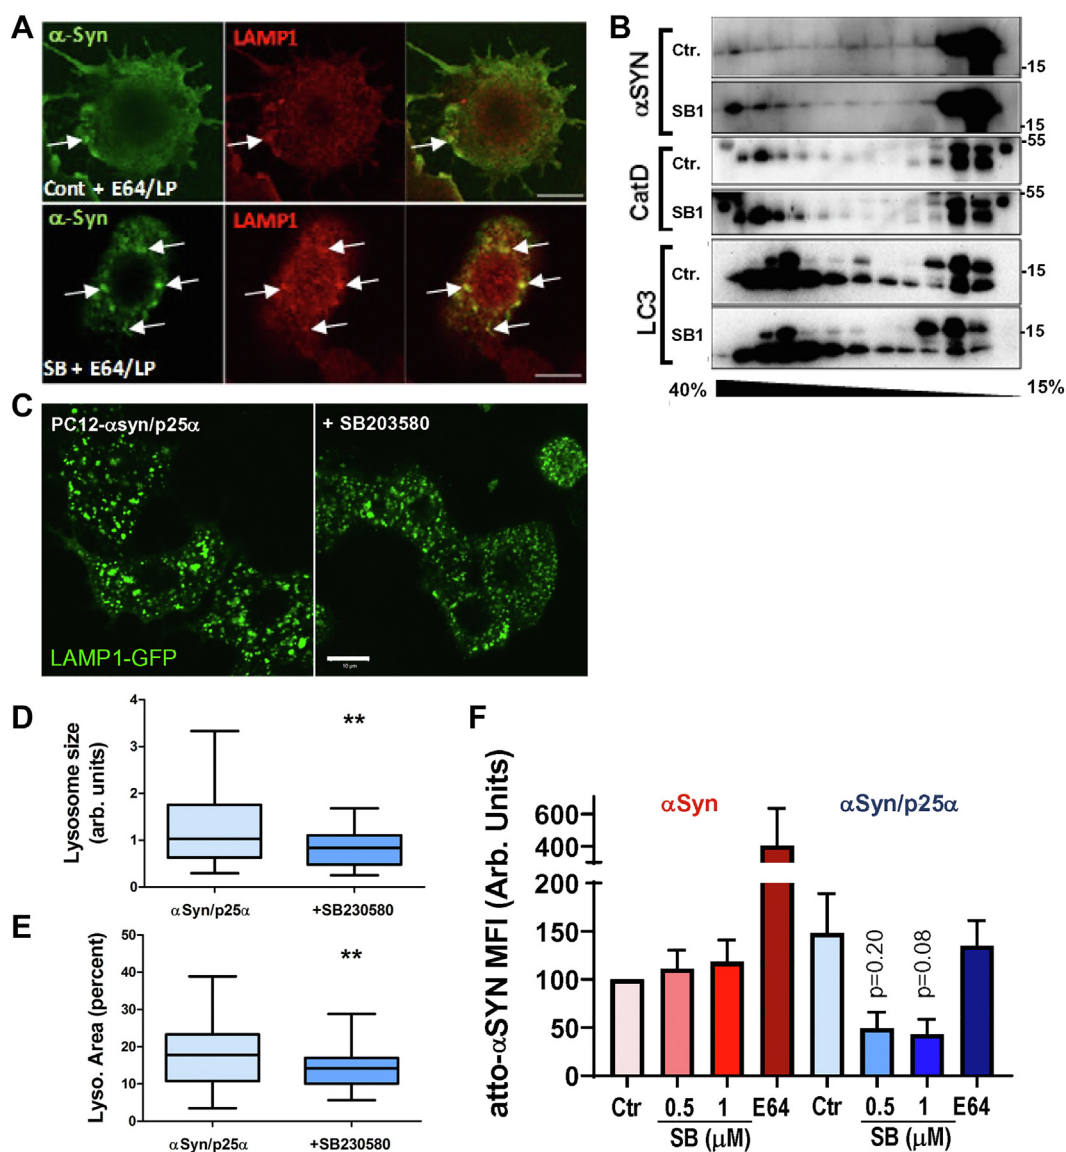 A
α-Syn
LAMP1
Cont + E64/LP
α-Syn
LAMP1
SB + E64/LP
B
αSYN
Ctr.
-15
SB1
-15
CatD
Ctr.
-55
SB1
55
LC3
Ctr.
-15
SB1
15
40%
15%
C
PC12-αsyn/p25α
+ SB203580
LAMP1-GFP
10 µm
D
Lysosome size
(arb. units)
4
3
2
1
0
**
αSyn/p25α
+SB230580
E
Lyso. Area (percent)
50
40
30
20
10
0
**
αSyn/p25α
+SB230580
F
atto-αSYN MFI (Arb. Units)
600
400
200
150
100
50
0
αSyn
αSyn/p25α
p=0.20
p=0.08
Ctr
0.5
1
E64
Ctr
0.5
1
E64
SB (µM)
SB (µM)